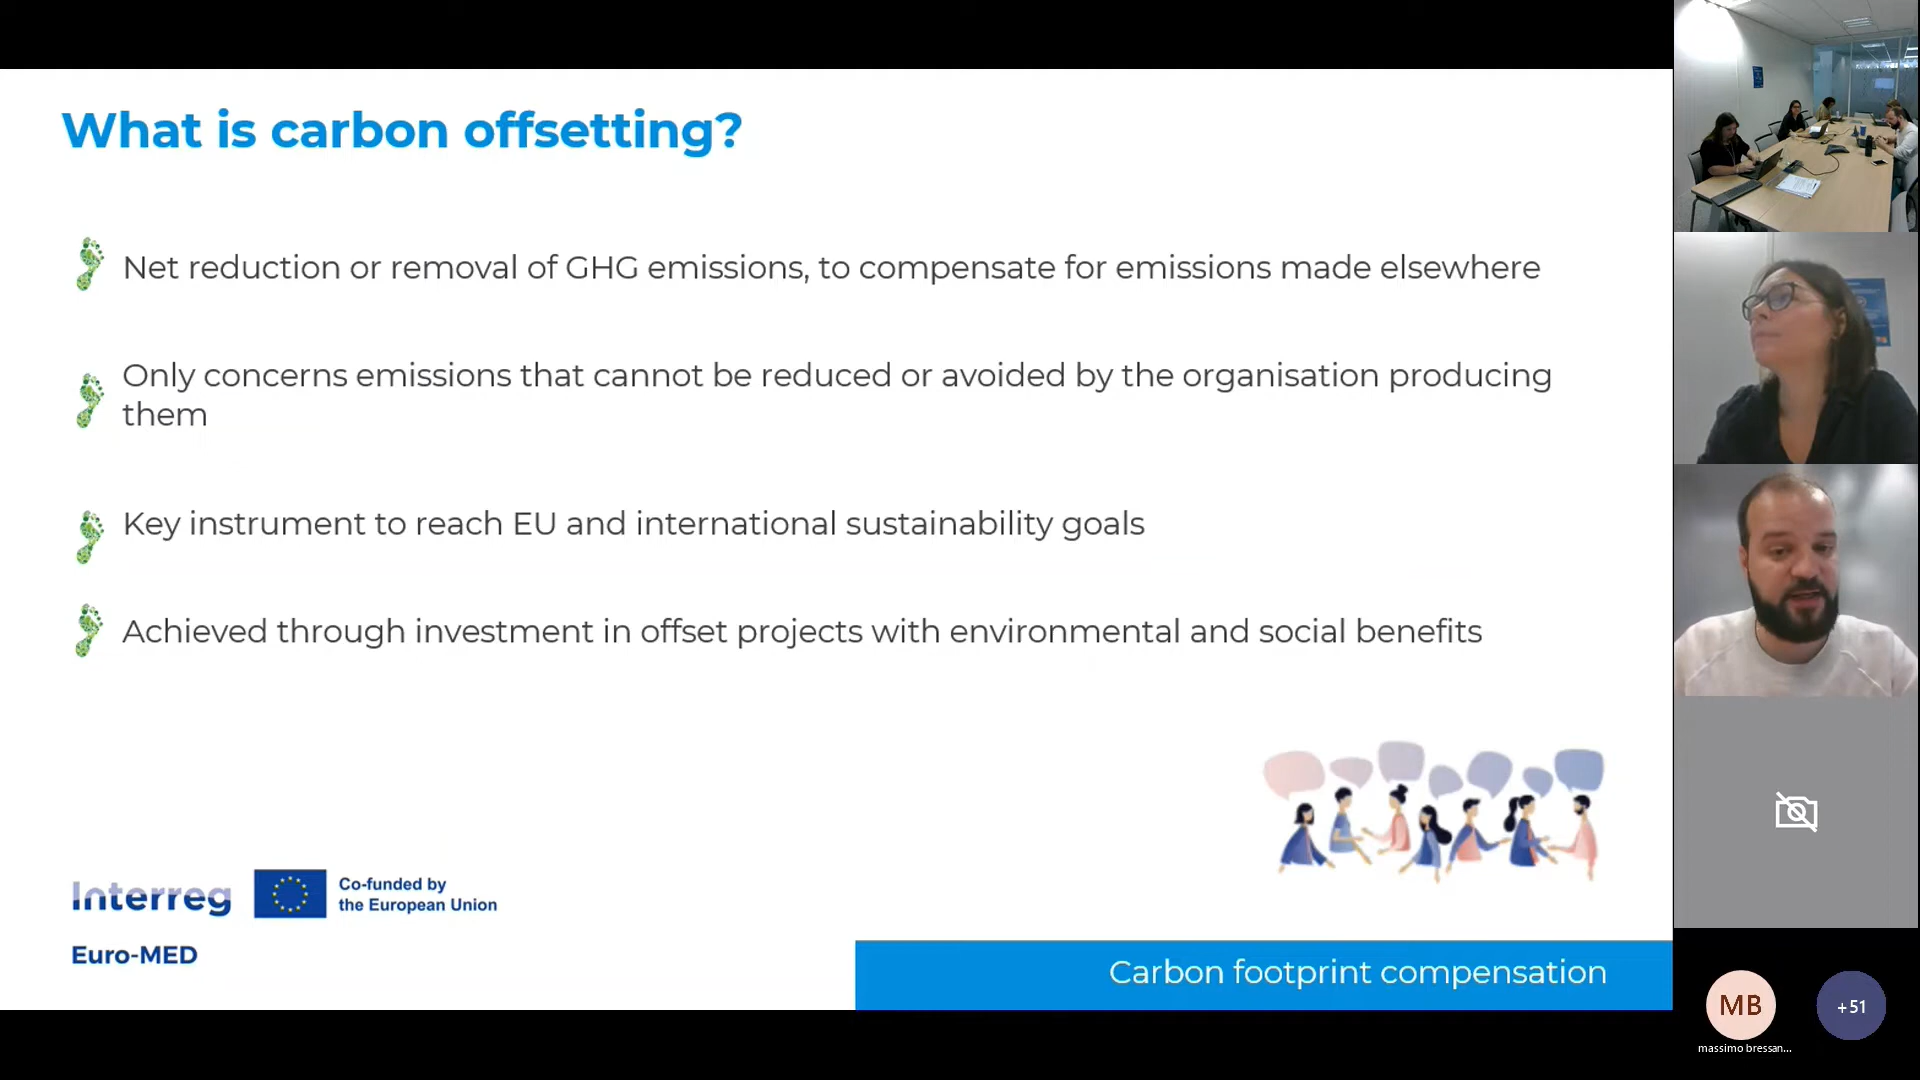 What is carbon offsetting?
Net reduction or removal of GHG emissions, to compensate for emissions made elsewhere
Only concerns emissions that cannot be reduced or avoided by the organisation producing
them
Key instrument to reach EU and international sustainability goals
Achieved through investment in offset projects with environmental and social benefits
Interreg
Co-funded by
the European Union
Euro-MED
Carbon footprint compensation
MB
+51
massimo bressan...